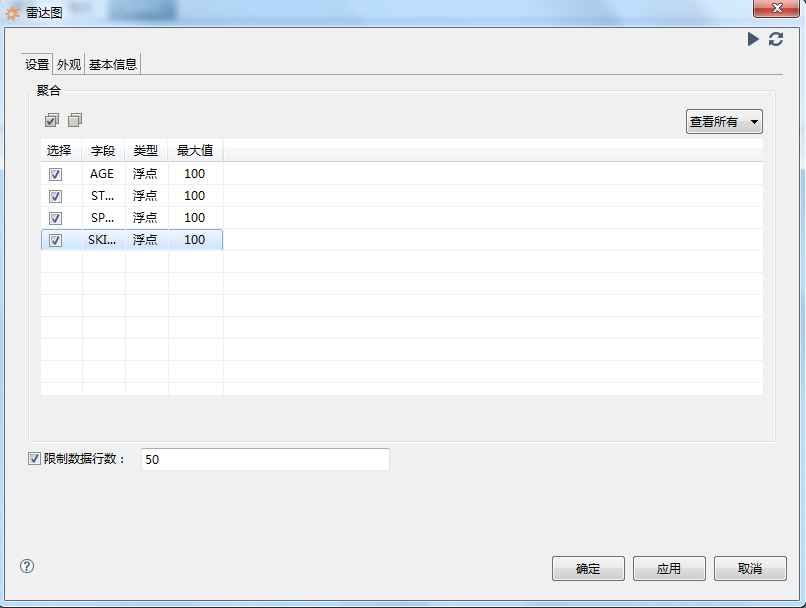 雷达图
设置 外观 基本信息
聚合
查看所有
选择 字段 类型 最大值
AGE 浮点 100
ST... 浮点 100
SP... 浮点 100
SKI... 浮点 100
限制数据行数： 50
确定 应用 取消